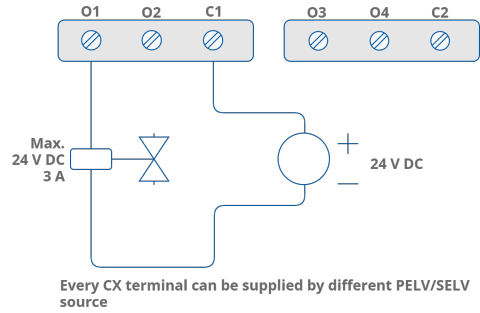 O1 O2 C1 O3 O4 C2
Max.
24 V DC
3 A
24 V DC
Every CX terminal can be supplied by different PELV/SELV
source